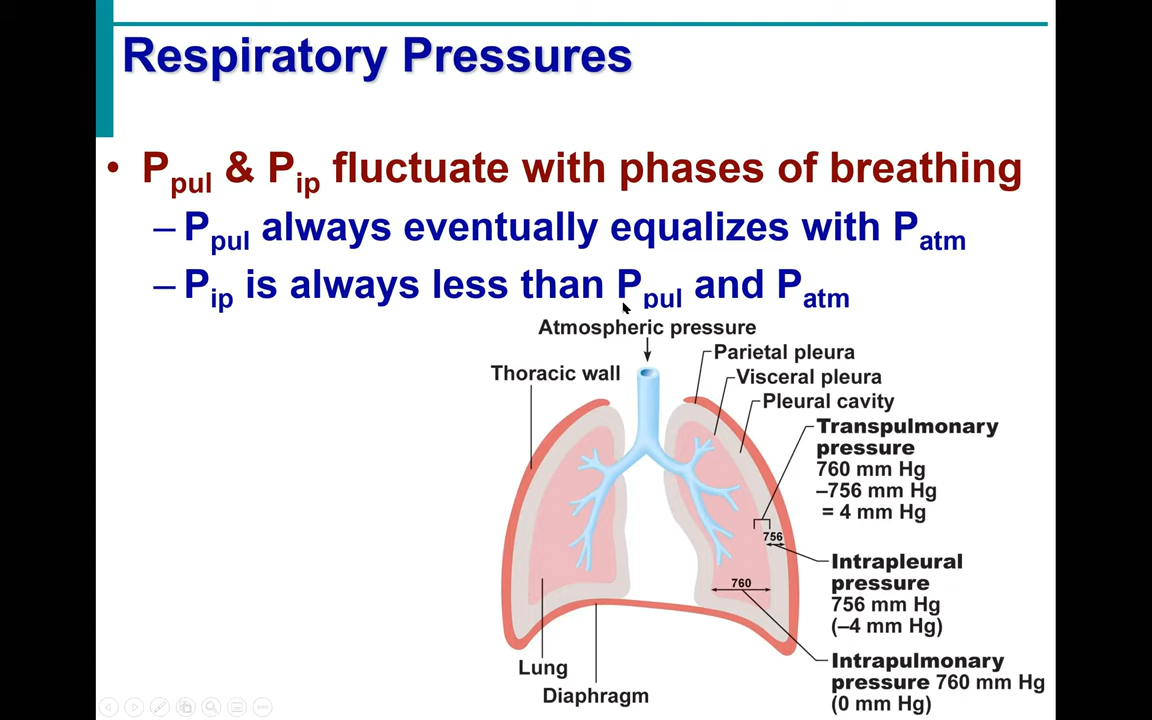 Respiratory Pressures
• Ppul & Pip fluctuate with phases of breathing
– Ppul always eventually equalizes with Patm
– Pip is always less than Ppul and Patm
Atmospheric pressure
Parietal pleura
Thoracic wall
Visceral pleura
Pleural cavity
Transpulmonary
pressure
760 mm Hg
–756 mm Hg
= 4 mm Hg
756
Intrapleural
pressure
756 mm Hg
(–4 mm Hg)
760
Intrapulmonary
pressure 760 mm Hg
(0 mm Hg)
Lung
Diaphragm